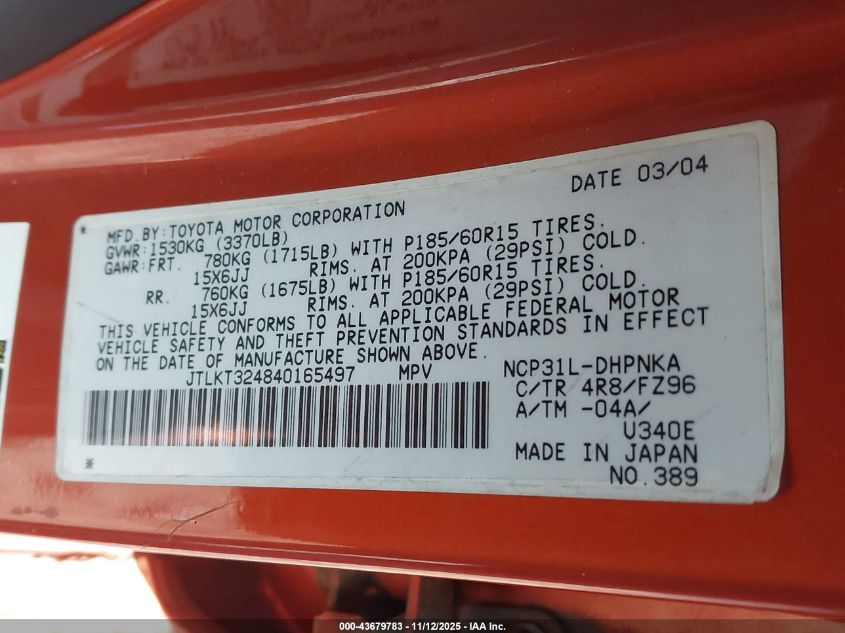 DATE 03/04
MFD.BY:TOYOTA MOTOR CORPORATION
GVWR:1530KG (3370LB)
GAWR:FRT. 780KG (1715LB) WITH P185/60R15 TIRES.
15X6JJ RIMS. AT 200KPA (29PSI) COLD.
RR. 760KG (1675LB) WITH P185/60R15 TIRES.
15X6JJ RIMS. AT 200KPA (29PSI) COLD.
THIS VEHICLE CONFORMS TO ALL APPLICABLE FEDERAL MOTOR
VEHICLE SAFETY AND THEFT PREVENTION STANDARDS IN EFFECT
ON THE DATE OF MANUFACTURE SHOWN ABOVE.
JTLKT324840165497 MPV NCP31L-DHPNKA
C/TR 4R8/FZ96
A/TM -04A/
U340E
MADE IN JAPAN
NO.389
000-43679783 - 11/12/2025 - IAA Inc.